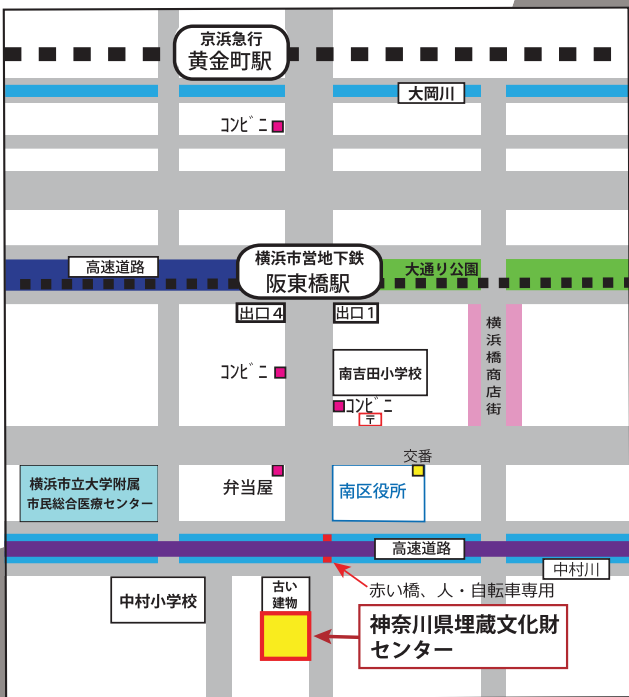 京浜急行
黄金町駅
大岡川
コンビニ
高速道路
横浜市営地下鉄
阪東橋駅
大通り公園
出口4
出口1
横浜橋商店街
コンビニ
南吉田小学校
コンビニ
〒
交番
横浜市立大学附属
市民総合医療センター
弁当屋
南区役所
高速道路
中村川
赤い橋、人・自転車専用
中村小学校
古い
建物
神奈川県埋蔵文化財
センター